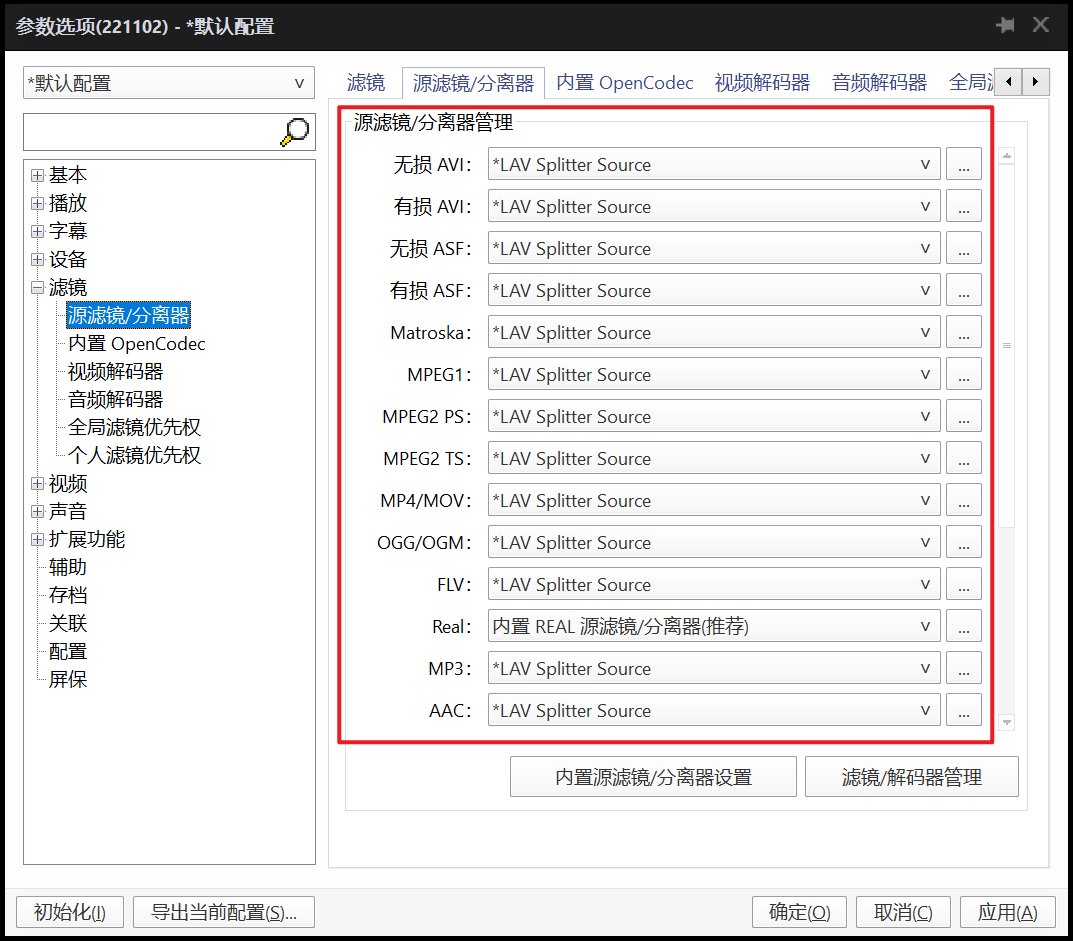 参数选项(221102) - *默认配置
*默认配置
滤镜
源滤镜/分离器
内置 OpenCodec
视频解码器
音频解码器
全局
基本
播放
字幕
设备
滤镜
源滤镜/分离器
内置 OpenCodec
视频解码器
音频解码器
全局滤镜优先权
个人滤镜优先权
视频
声音
扩展功能
辅助
存档
关联
配置
屏保
源滤镜/分离器管理
无损 AVI: *LAV Splitter Source ...
有损 AVI: *LAV Splitter Source ...
无损 ASF: *LAV Splitter Source ...
有损 ASF: *LAV Splitter Source ...
Matroska: *LAV Splitter Source ...
MPEG1: *LAV Splitter Source ...
MPEG2 PS: *LAV Splitter Source ...
MPEG2 TS: *LAV Splitter Source ...
MP4/MOV: *LAV Splitter Source ...
OGG/OGM: *LAV Splitter Source ...
FLV: *LAV Splitter Source ...
Real: 内置 REAL 源滤镜/分离器(推荐) ...
MP3: *LAV Splitter Source ...
AAC: *LAV Splitter Source ...
内置源滤镜/分离器设置
滤镜/解码器管理
初始化(I)
导出当前配置(S)...
确定(O)
取消(C)
应用(A)